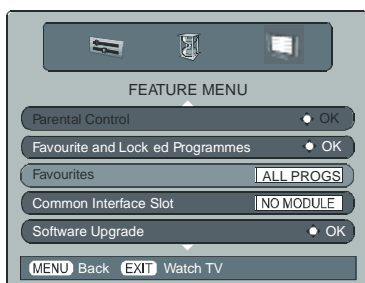 FEATURE MENU
Parental Control OK
Favourite and Lock ed Programmes OK
Favourites ALL PROGS
Common Interface Slot NO MODULE
Software Upgrade OK
MENU Back EXIT Watch TV